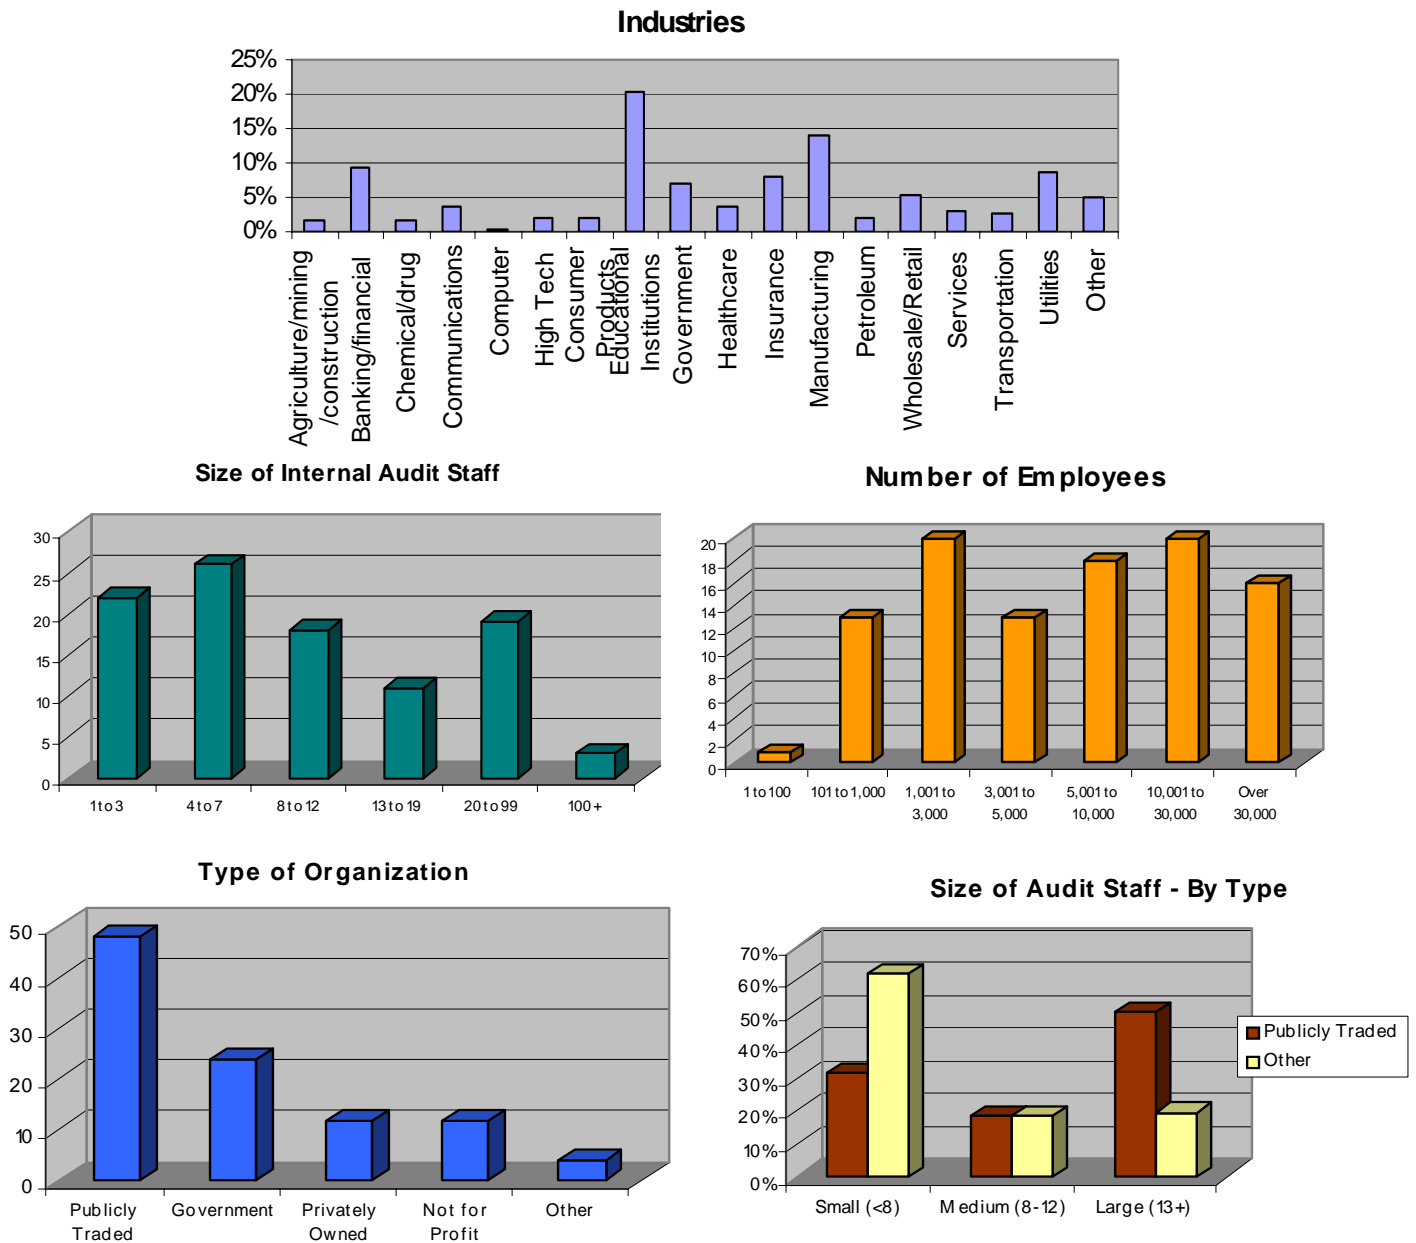 Industries
25%
20%
15%
10%
5%
0%
Agriculture/mining
/construction
Banking/financial
Chemical/drug
Communications
Computer
High Tech
Consumer
Products
Educational
Institutions
Government
Healthcare
Insurance
Manufacturing
Petroleum
Wholesale/Retail
Services
Transportation
Utilities
Other
Size of Internal Audit Staff
30
25
20
15
10
5
0
1 to 3
4 to 7
8 to 12
13 to 19
20 to 99
100 +
Number of Employees
20
18
16
14
12
10
8
6
4
2
0
1 to 100
101 to 1,000
1,001 to
3,000
3,001 to
5,000
5,001 to
10,000
10,001 to
30,000
Over
30,000
Type of Organization
50
40
30
20
10
0
Publicly
Traded
Government
Privately
Owned
Not for
Profit
Other
Size of Audit Staff - By Type
70%
60%
50%
40%
30%
20%
10%
0%
Small (<8)
Medium (8-12)
Large (13+)
Publicly Traded
Other